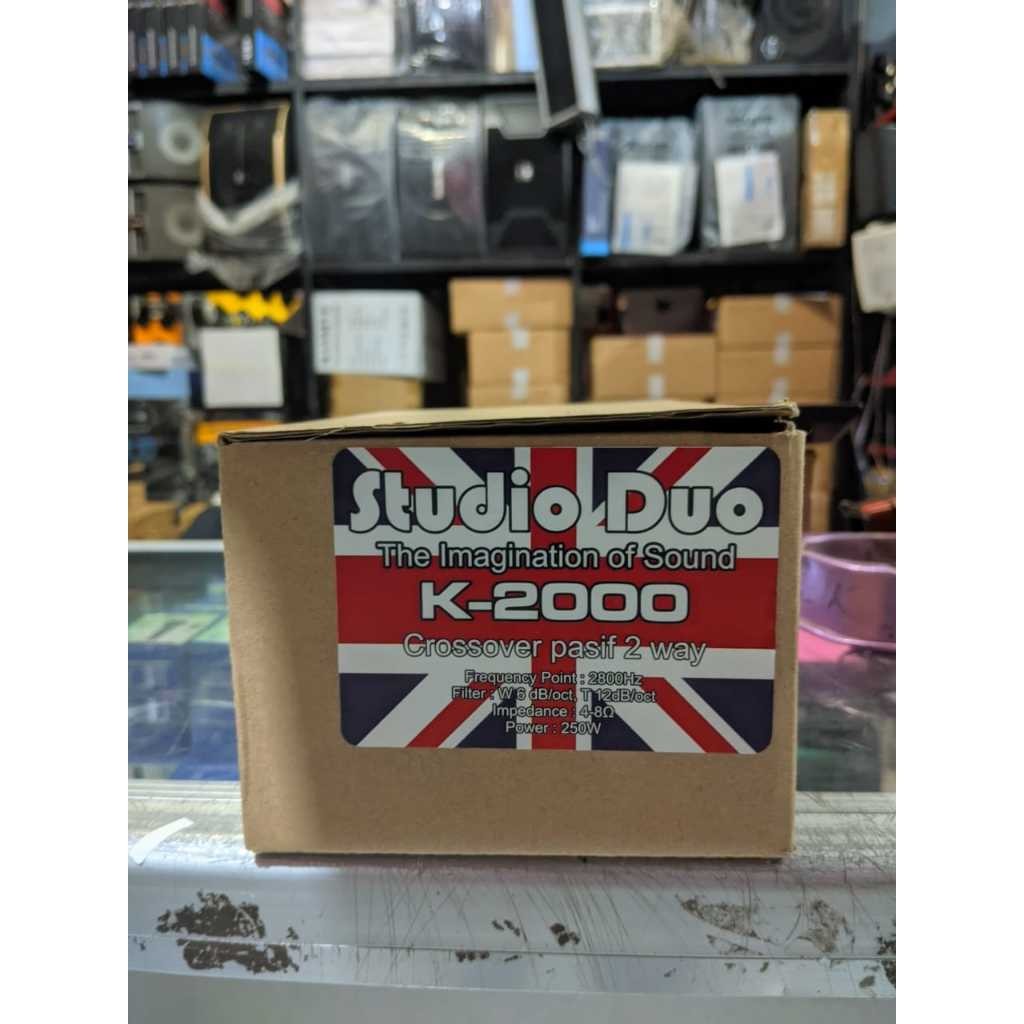 Studio Duo
The Imagination of Sound
K-2000
Crossover pasif 2 way
Frequency Point : 2800Hz
Filter : W 6 dB/oct, T 12dB/oct
Impedance : 4-8Ω
Power : 250W